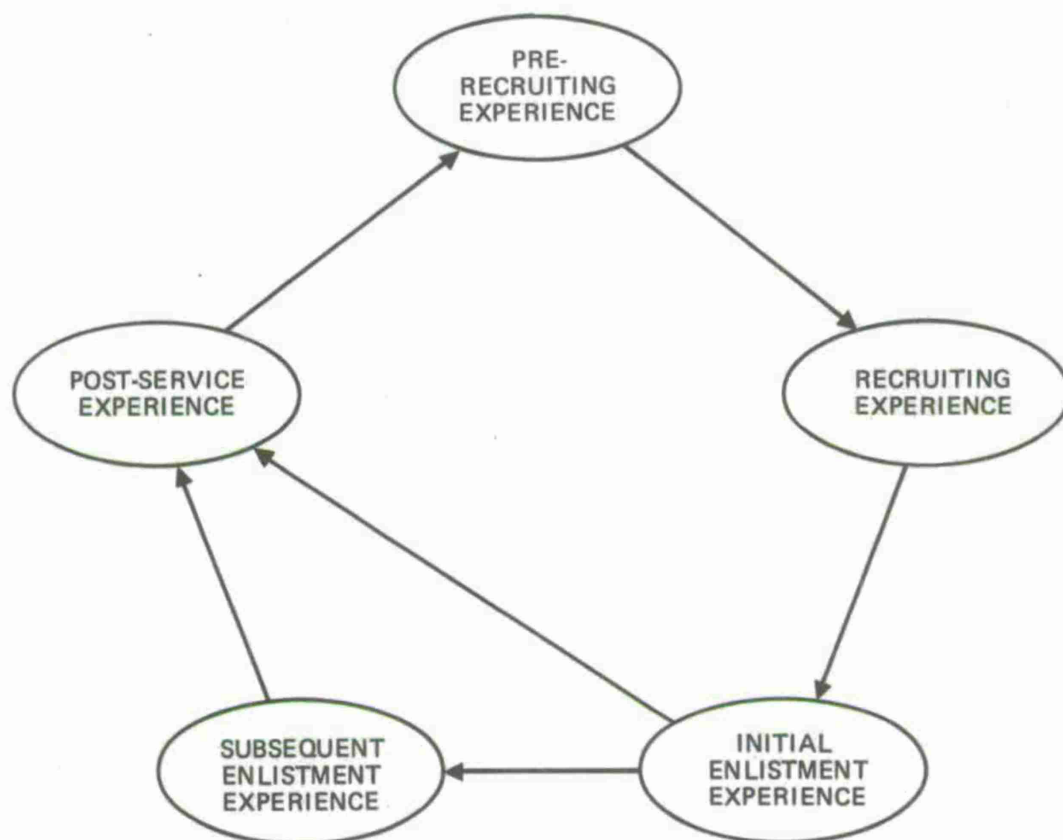 PRE-
RECRUITING
EXPERIENCE
POST-SERVICE
EXPERIENCE
RECRUITING
EXPERIENCE
SUBSEQUENT
ENLISTMENT
EXPERIENCE
INITIAL
ENLISTMENT
EXPERIENCE